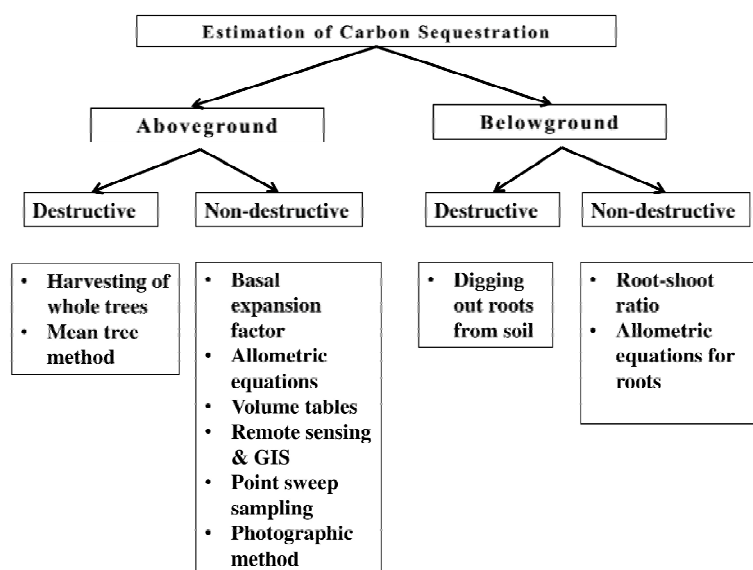 Estimation of Carbon Sequestration
Aboveground
Belowground
Destructive
Non-destructive
Destructive
Non-destructive
• Harvesting of
whole trees
• Mean tree
method
• Basal
expansion
factor
• Allometric
equations
• Volume tables
• Remote sensing
& GIS
• Point sweep
sampling
• Photographic
method
• Digging
out roots
from soil
• Root-shoot
ratio
• Allometric
equations for
roots